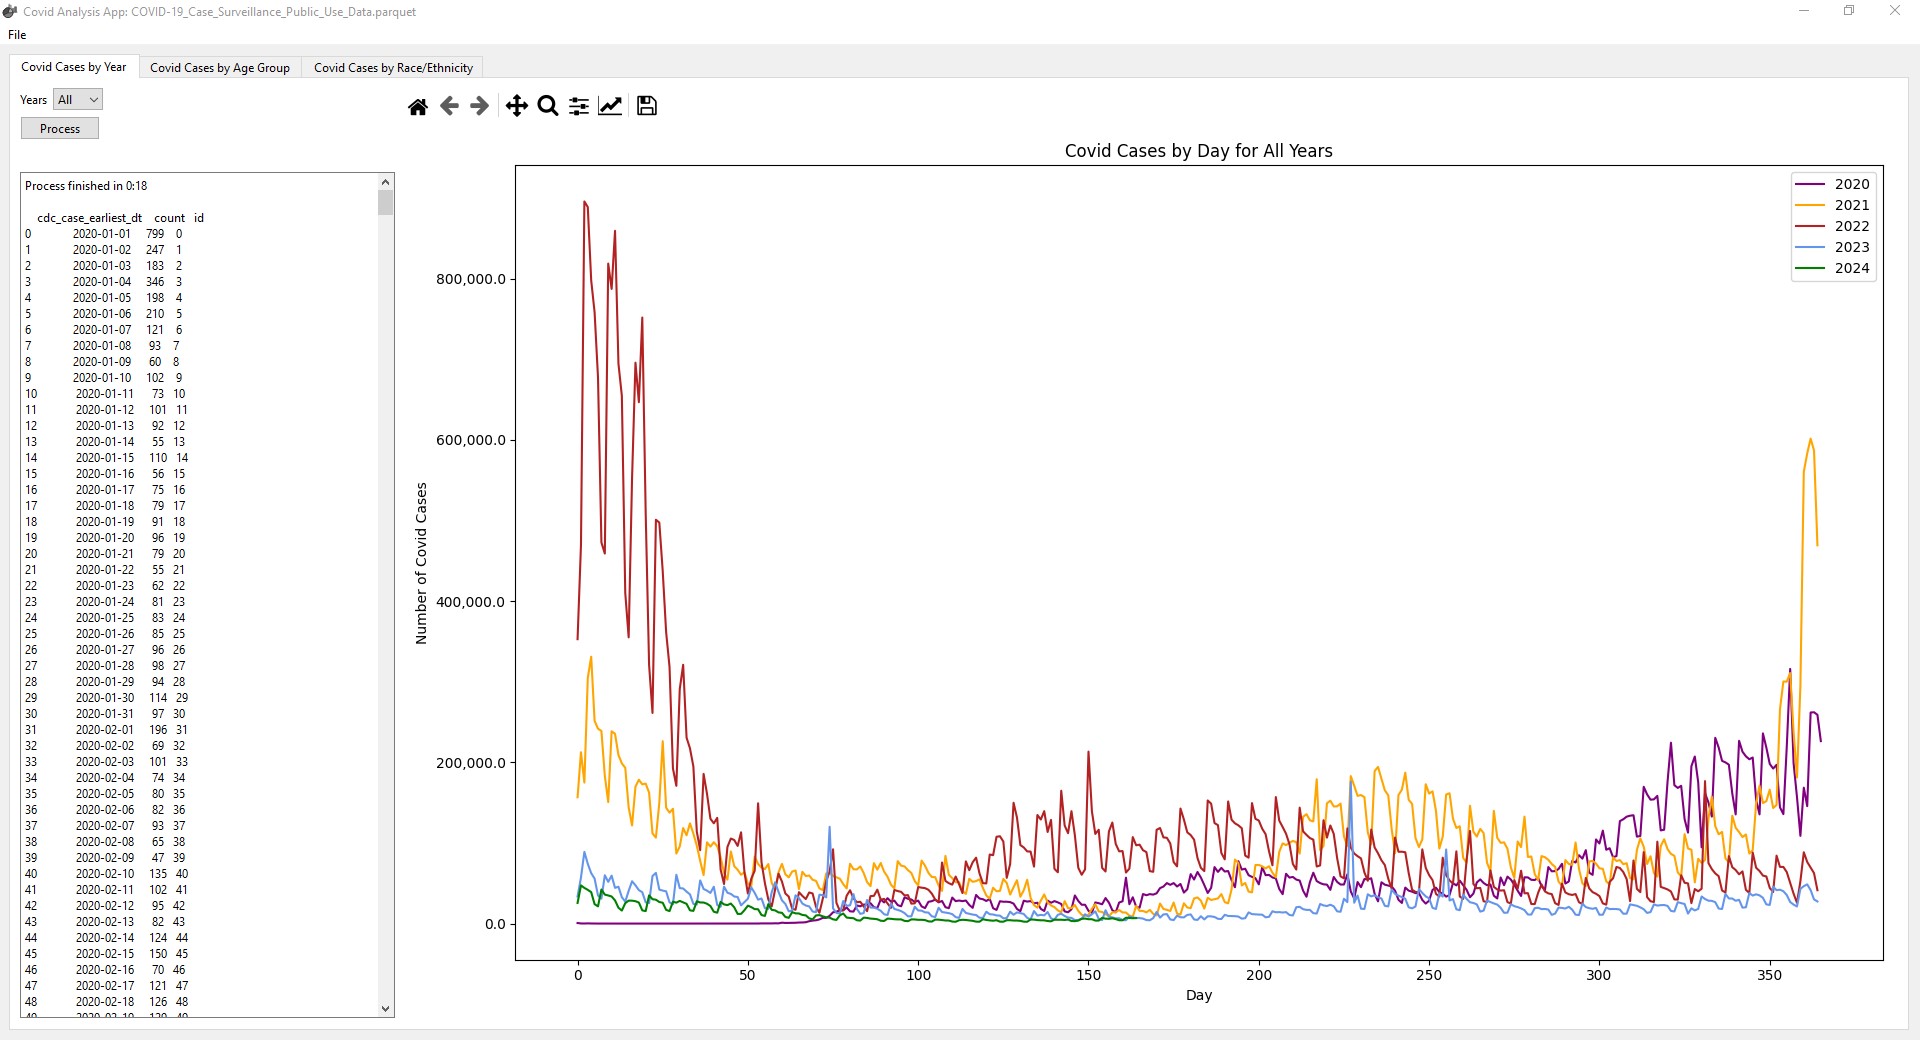 Covid Analysis App: COVID-19_Case_Surveillance_Public_Use_Data.parquet
File
Covid Cases by Year Covid Cases by Age Group Covid Cases by Race/Ethnicity
Years All
Process
Process finished in 0:18
cdc_case_earliest_dt count id
0 2020-01-01 799 0
1 2020-01-02 247 1
2 2020-01-03 183 2
3 2020-01-04 346 3
4 2020-01-05 198 4
5 2020-01-06 210 5
6 2020-01-07 121 6
7 2020-01-08 93 7
8 2020-01-09 60 8
9 2020-01-10 102 9
10 2020-01-11 73 10
11 2020-01-12 101 11
12 2020-01-13 92 12
13 2020-01-14 55 13
14 2020-01-15 110 14
15 2020-01-16 56 15
16 2020-01-17 75 16
17 2020-01-18 79 17
18 2020-01-19 91 18
19 2020-01-20 96 19
20 2020-01-21 79 20
21 2020-01-22 55 21
22 2020-01-23 62 22
23 2020-01-24 81 23
24 2020-01-25 83 24
25 2020-01-26 85 25
26 2020-01-27 96 26
27 2020-01-28 98 27
28 2020-01-29 94 28
29 2020-01-30 114 29
30 2020-01-31 97 30
31 2020-02-01 196 31
32 2020-02-02 69 32
33 2020-02-03 101 33
34 2020-02-04 74 34
35 2020-02-05 80 35
36 2020-02-06 82 36
37 2020-02-07 93 37
38 2020-02-08 65 38
39 2020-02-09 47 39
40 2020-02-10 135 40
41 2020-02-11 102 41
42 2020-02-12 95 42
43 2020-02-13 82 43
44 2020-02-14 124 44
45 2020-02-15 150 45
46 2020-02-16 70 46
47 2020-02-17 121 47
48 2020-02-18 126 48
Covid Cases by Day for All Years
2020
2021
2022
2023
2024
Number of Covid Cases
800,000.0
600,000.0
400,000.0
200,000.0
0.0
0 50 100 150 200 250 300 350
Day